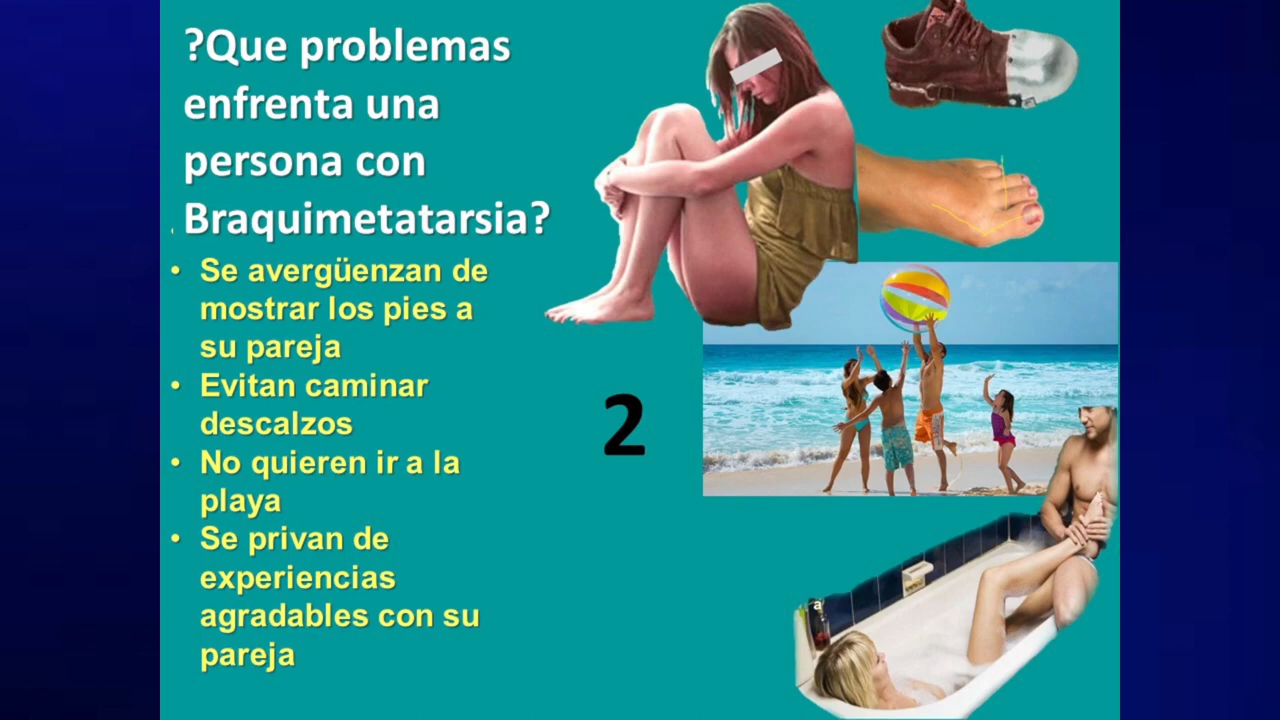 ?Que problemas
enfrenta una
persona con
. Braquimetatarsia?
• Se avergüenzan de
mostrar los pies a
su pareja
• Evitan caminar
descalzos
• No quieren ir a la
playa
• Se privan de
experiencias
agradables con su
pareja
2
a